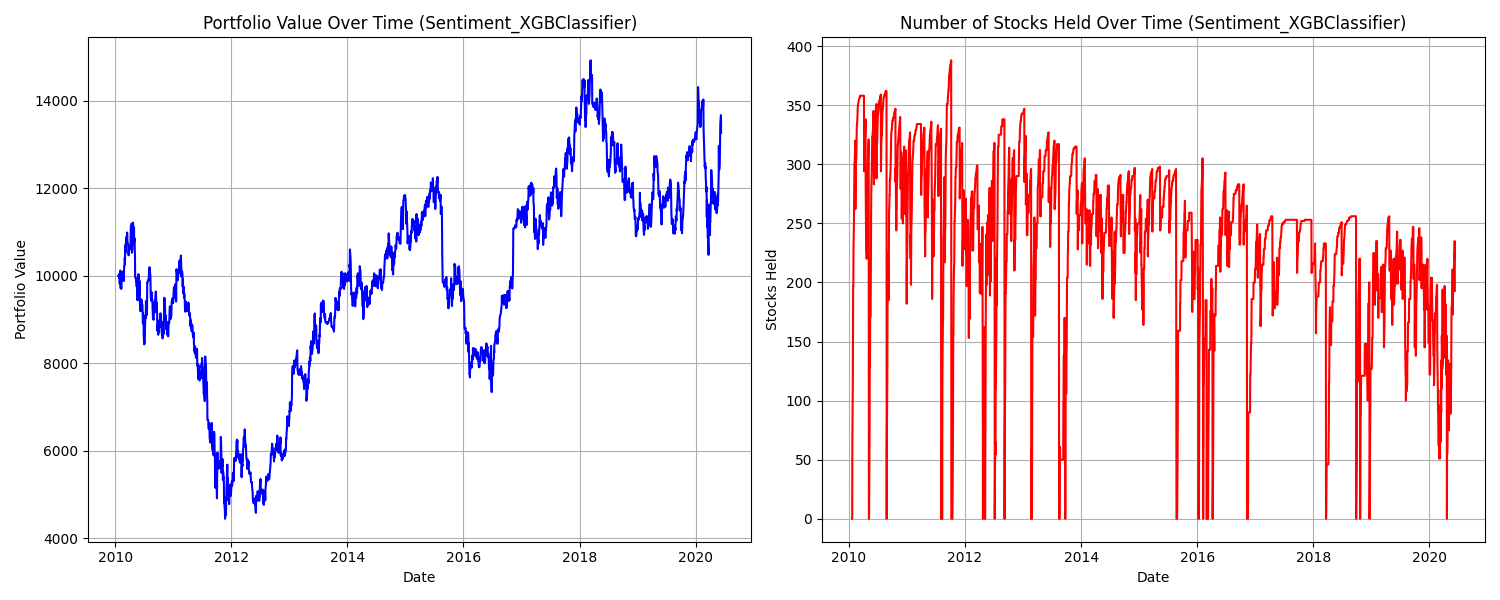 Portfolio Value Over Time (Sentiment_XGBClassifier)
Portfolio Value
14000
12000
10000
8000
6000
4000
2010 2012 2014 2016 2018 2020
Date
Number of Stocks Held Over Time (Sentiment_XGBClassifier)
Stocks Held
400
350
300
250
200
150
100
50
0
2010 2012 2014 2016 2018 2020
Date